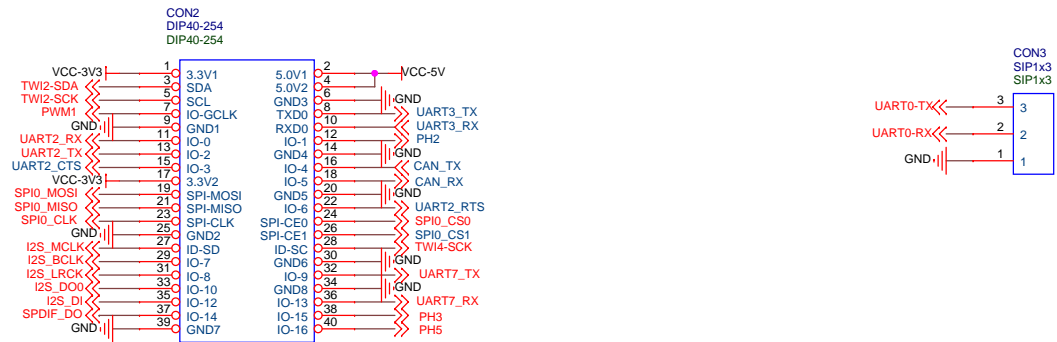 CON2
DIP40-254
DIP40-254
VCC-3V3 1 3.3V1 5.0V1 2 VCC-5V
TWI2-SDA 3 SDA 5.0V2 4
TWI2-SCK 5 SCL GND3 6 GND
PWM1 7 IO-GCLK TXD0 8 UART3_TX
GND 9 GND1 RXD0 10 UART3_RX
UART2_RX 11 IO-0 IO-1 12 PH2
UART2_TX 13 IO-2 GND4 14 GND
UART2_CTS 15 IO-3 IO-4 16 CAN_TX
VCC-3V3 17 3.3V2 IO-5 18 CAN_RX
SPI0_MOSI 19 SPI-MOSI GND5 20 GND
SPI0_MISO 21 SPI-MISO IO-6 22 UART2_RTS
SPI0_CLK 23 SPI-CLK SPI-CE0 24 SPI0_CS0
GND 25 GND2 SPI-CE1 26 SPI0_CS1
I2S_MCLK 27 ID-SD ID-SC 28 TWI4-SCK
I2S_BCLK 29 IO-7 GND6 30 GND
I2S_LRCK 31 IO-8 IO-9 32 UART7_TX
I2S_DO0 33 IO-10 GND8 34 GND
I2S_DI 35 IO-12 IO-13 36 UART7_RX
SPDIF_DO 37 IO-14 IO-15 38 PH3
GND 39 GND7 IO-16 40 PH5
CON3
SIP1x3
SIP1x3
UART0-TX 3 3
UART0-RX 2 2
GND 1 1